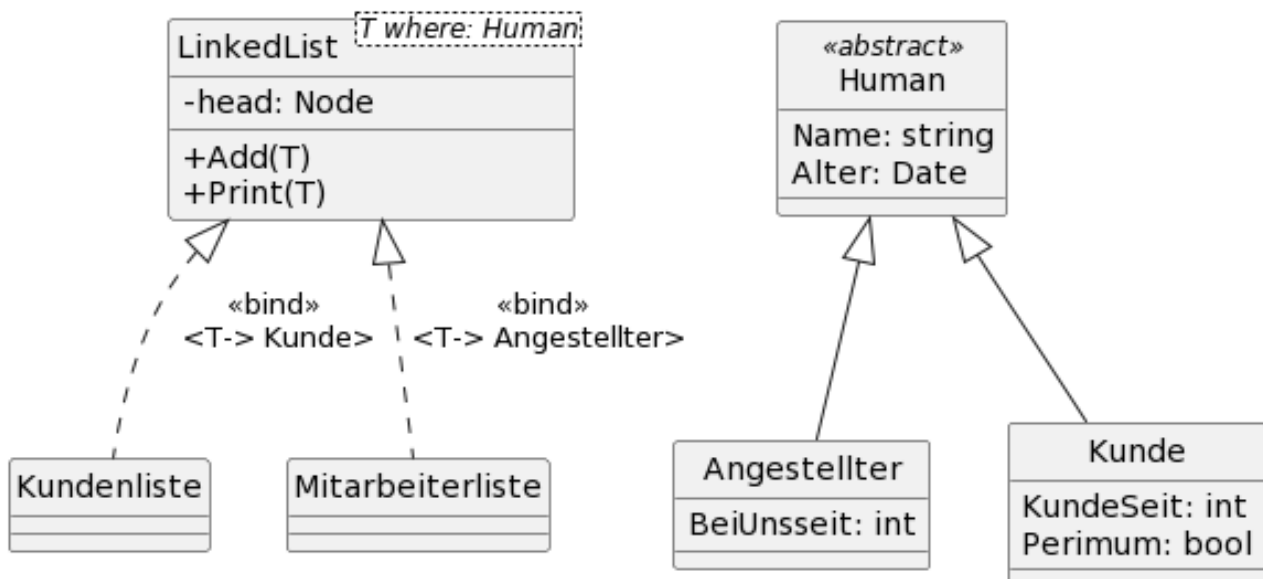 LinkedList
T where: Human
-head: Node
+Add(T)
+Print(T)
«abstract»
Human
Name: string
Alter: Date
«bind»
<T-> Kunde>
«bind»
<T-> Angestellter>
Kundenliste
Mitarbeiterliste
Angestellter
BeiUnsseit: int
Kunde
KundeSeit: int
Perimum: bool